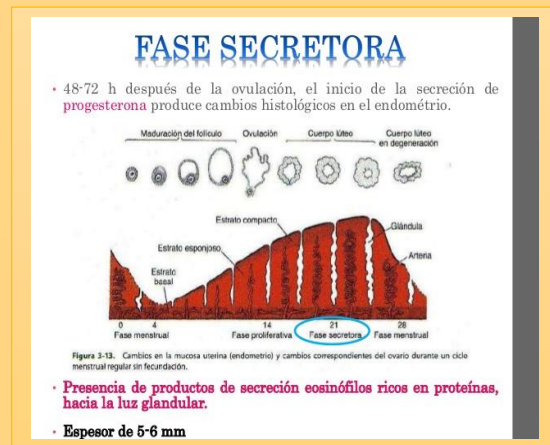 FASE SECRETORA
• 48-72 h después de la ovulación, el inicio de la secreción de
progesterona produce cambios histológicos en el endométrio.
Maduración del folículo Ovulación Cuerpo lúteo Cuerpo lúteo
en degeneración
Estrato compacto
Glándula
Estrato esponjoso
Arteria
Estrato
basal
0 4 14 21 28
Fase menstrual Fase proliferativa Fase secretora Fase menstrual
Figura 3-13. Cambios en la mucosa uterina (endometrio) y cambios correspondientes del ovario durante un ciclo
menstrual regular sin fecundación.
• Presencia de productos de secreción eosinófilos ricos en proteínas,
hacia la luz glandular.
• Espesor de 5-6 mm